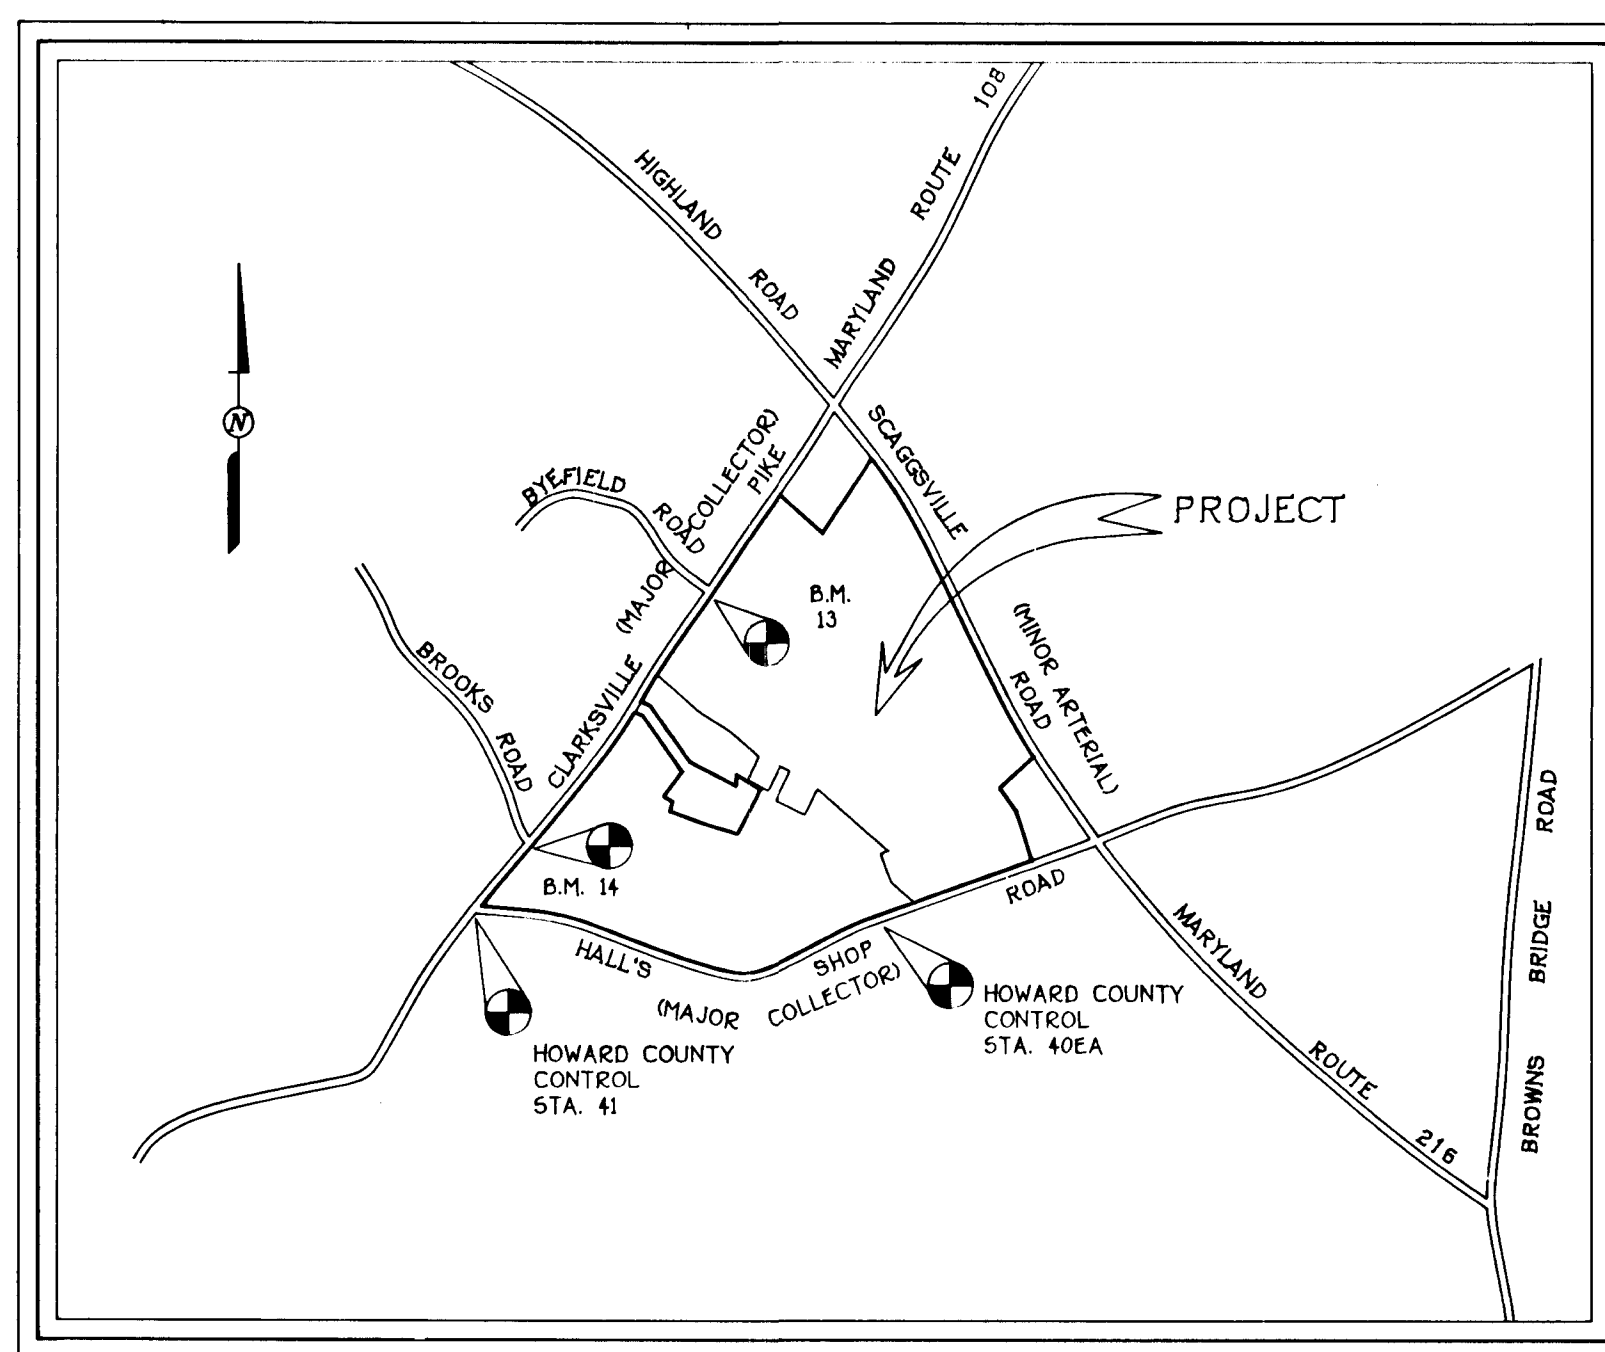 HIGHLAND ROAD
MARYLAND ROUTE 108
N
BYEFIELD ROAD
CLARKSVILLE PIKE
(MAJOR COLLECTOR)
SCAGGSVILLE ROAD
(MINOR ARTERIAL)
PROJECT
B.M.
13
BROOKS ROAD
B.M. 14
HALL'S SHOP ROAD
(MAJOR COLLECTOR)
MARYLAND ROUTE 216
BROWNS BRIDGE ROAD
HOWARD COUNTY
CONTROL
STA. 40EA
HOWARD COUNTY
CONTROL
STA. 41